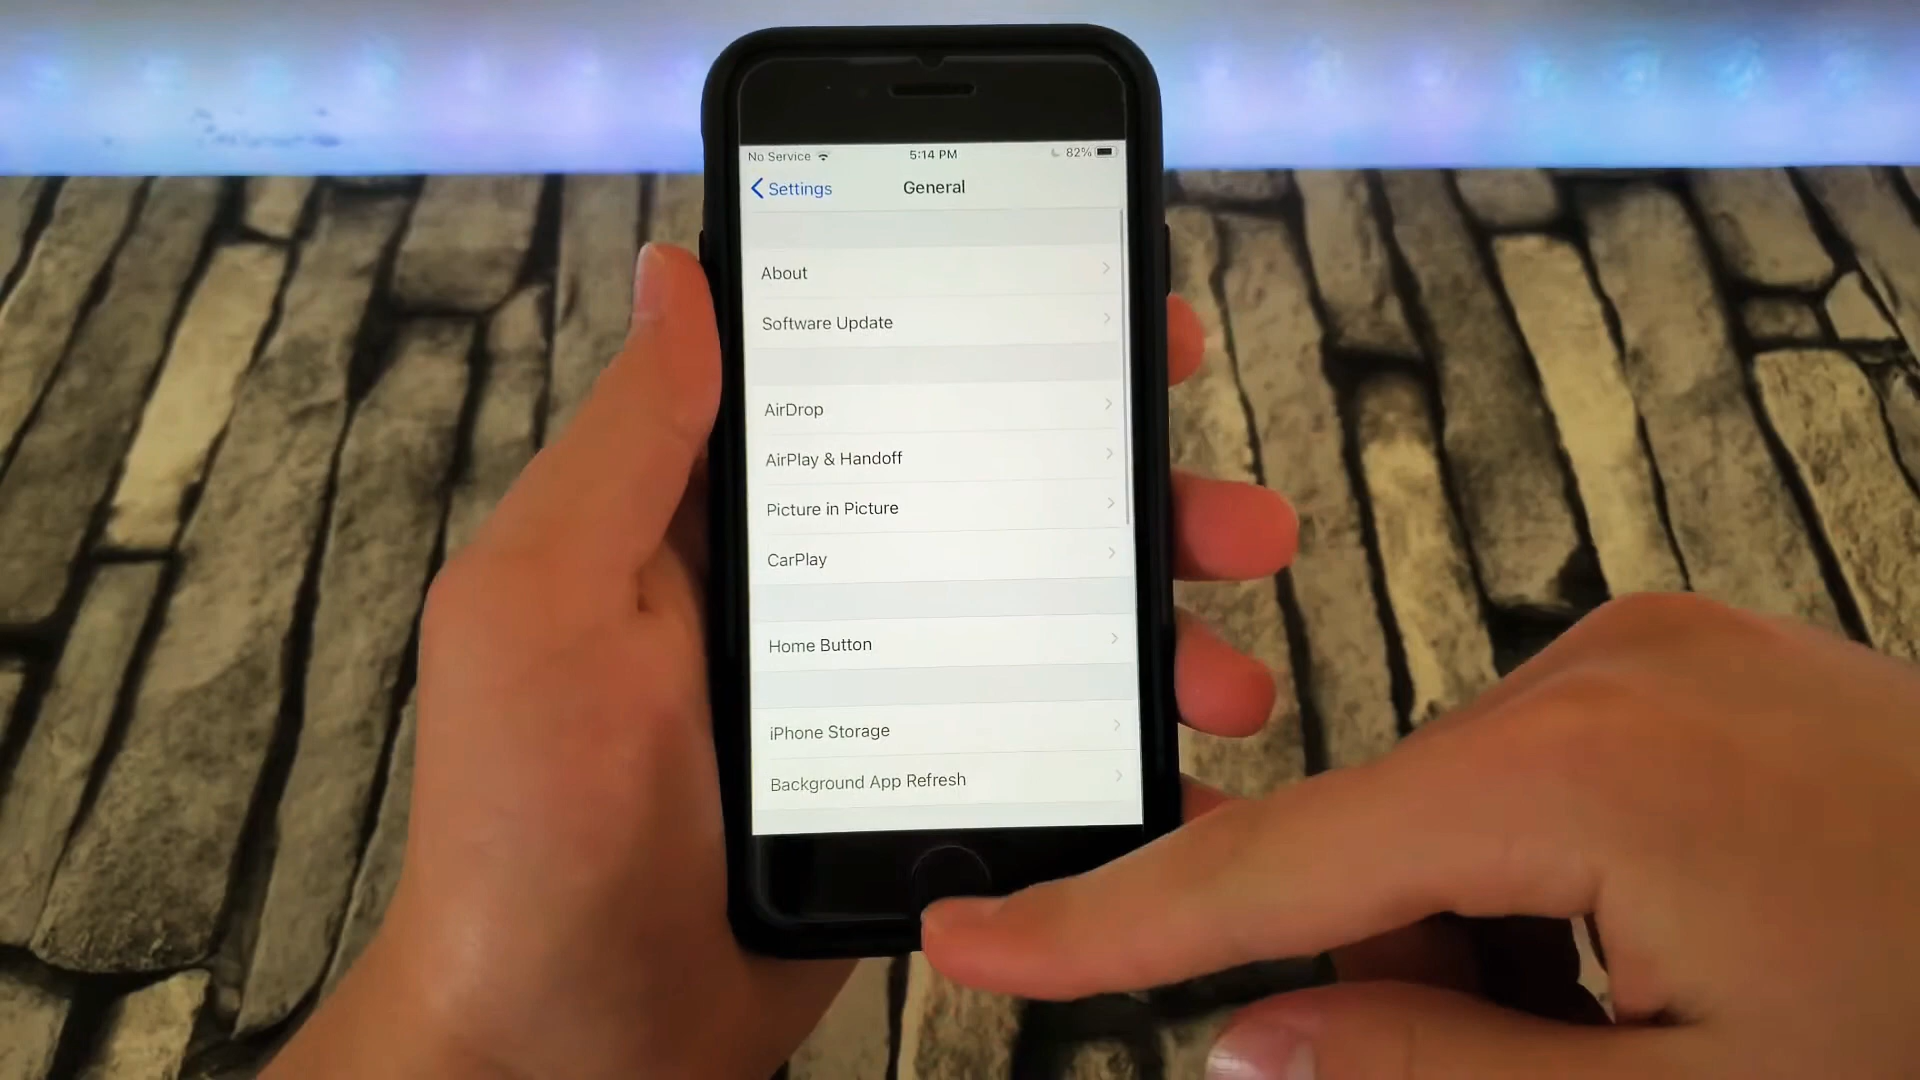 No Service 5:14 PM 82%
Settings General
About
Software Update
AirDrop
AirPlay & Handoff
Picture in Picture
CarPlay
Home Button
iPhone Storage
Background App Refresh